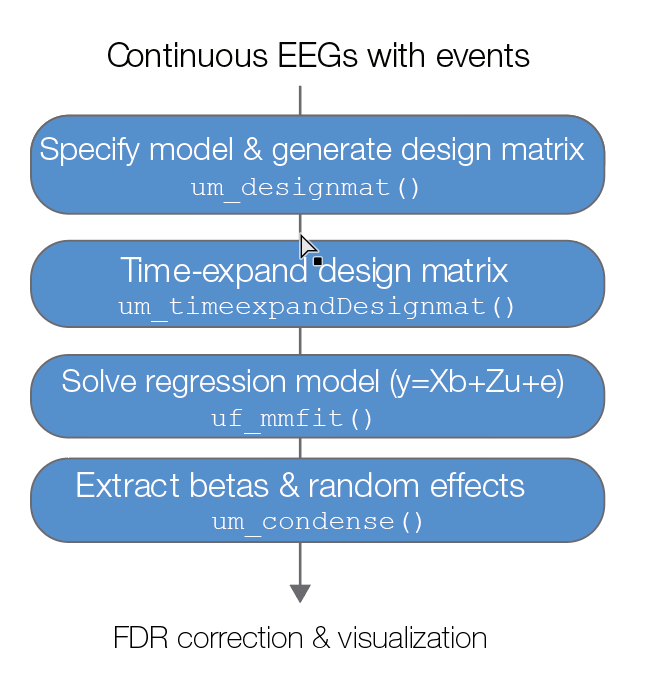 Continuous EEGs with events
Specify model & generate design matrix
um_designmat()
Time-expand design matrix
um_timeexpandDesignmat()
Solve regression model (y=Xb+Zu+e)
uf_mmfit()
Extract betas & random effects
um_condense()
FDR correction & visualization